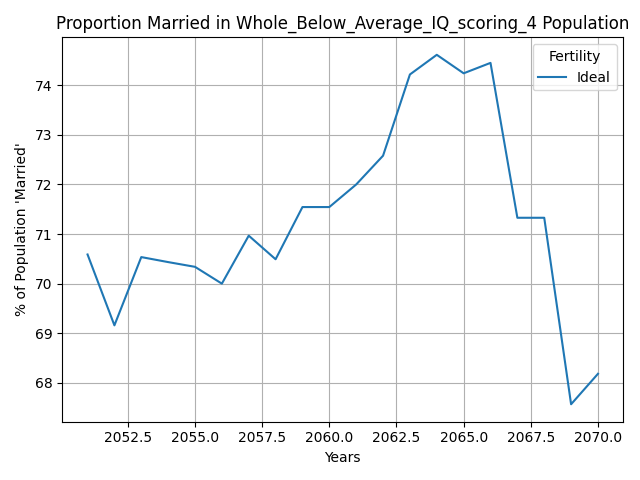 Proportion Married in Whole_Below_Average_IQ_scoring_4 Population
Fertility
Ideal
% of Population 'Married'
74
73
72
71
70
69
68
2052.5 2055.0 2057.5 2060.0 2062.5 2065.0 2067.5 2070.0
Years